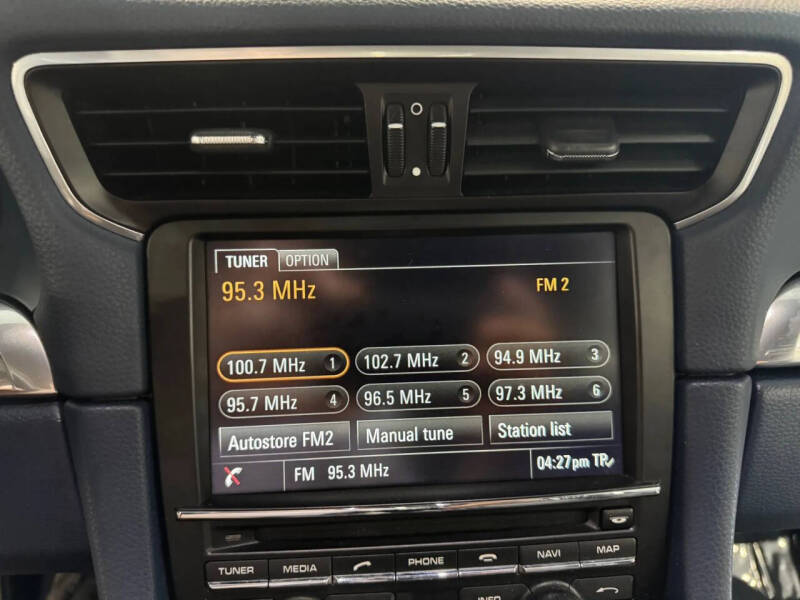 TUNER OPTION
95.3 MHz FM 2
100.7 MHz 1 102.7 MHz 2 94.9 MHz 3
95.7 MHz 4 96.5 MHz 5 97.3 MHz 6
Autostore FM2 Manual tune Station list
FM 95.3 MHz 04:27pm TP
TUNER MEDIA PHONE NAVI MAP
INFO